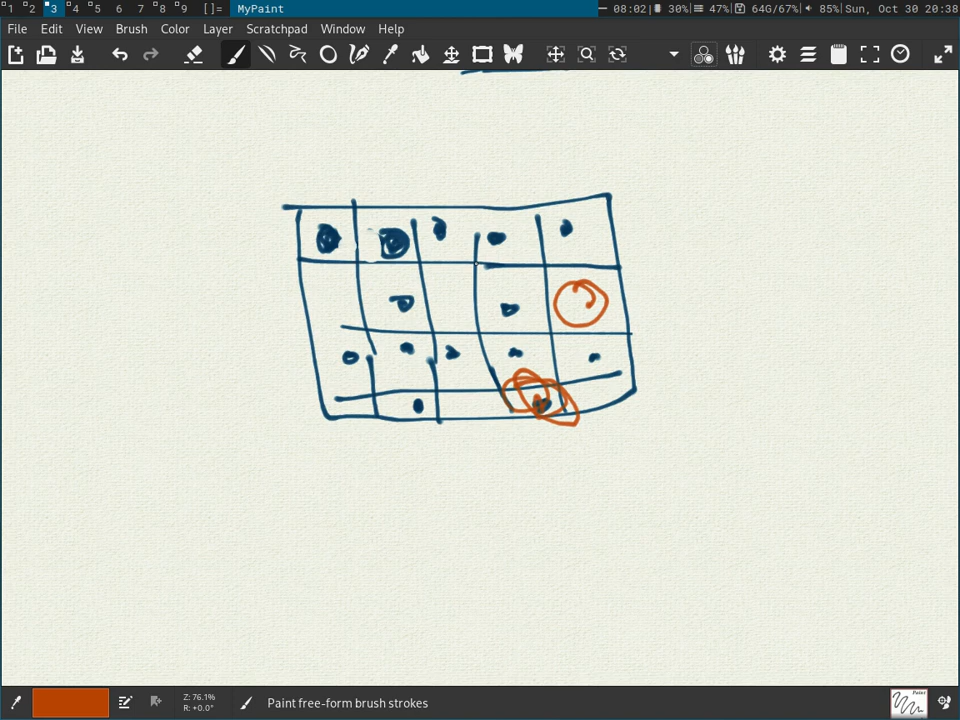 1 2 3 4 5 6 7 8 9 []= MyPaint 08:02 30% 47% 64G/67% 85% Sun, Oct 30 20:38
File Edit View Brush Color Layer Scratchpad Window Help
Z: 76.1%
R: +0.0°
Paint free-form brush strokes